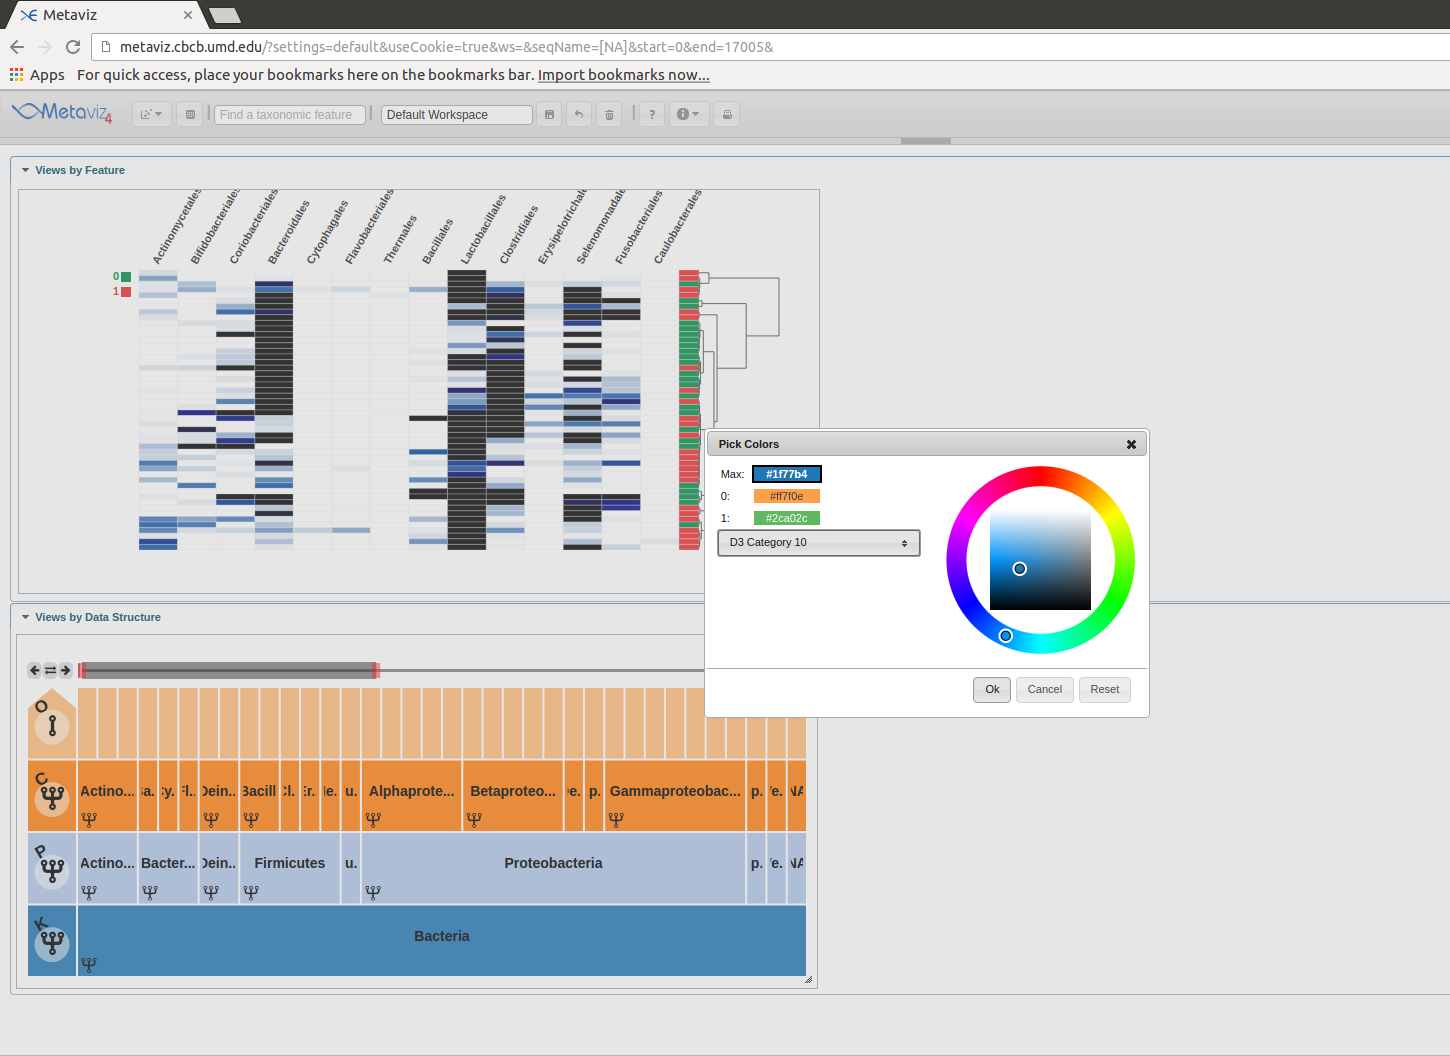 Metaviz
metaviz.cbcb.umd.edu/?settings=default&useCookie=true&ws=&seqName=[NA]&start=0&end=17005&
Apps For quick access, place your bookmarks here on the bookmarks bar. Import bookmarks now...
Metaviz4 Find a taxonomic feature Default Workspace ?
Views by Feature
Actinomycetales Bifidobacteriales Coriobacteriales Bacteroidales Cytophagales Flavobacteriales Thermales Bacillales Lactobacillales Clostridiales Erysipelotrichale Selenomonadale Fusobacteriales Caulobacterales
0
1
Pick Colors
Max: #1f77b4
0: #ff7f0e
1: #2ca02c
D3 Category 10
Ok Cancel Reset
Views by Data Structure
O
C Actino... Cy. Fl.. Dein.. Bacill Cl. Er. u. Alphaprote... Betaproteo... p. Gammaproteobac... p. NA
P Actino... Bacter... Dein.. Firmicutes u. Proteobacteria p. NA
K Bacteria